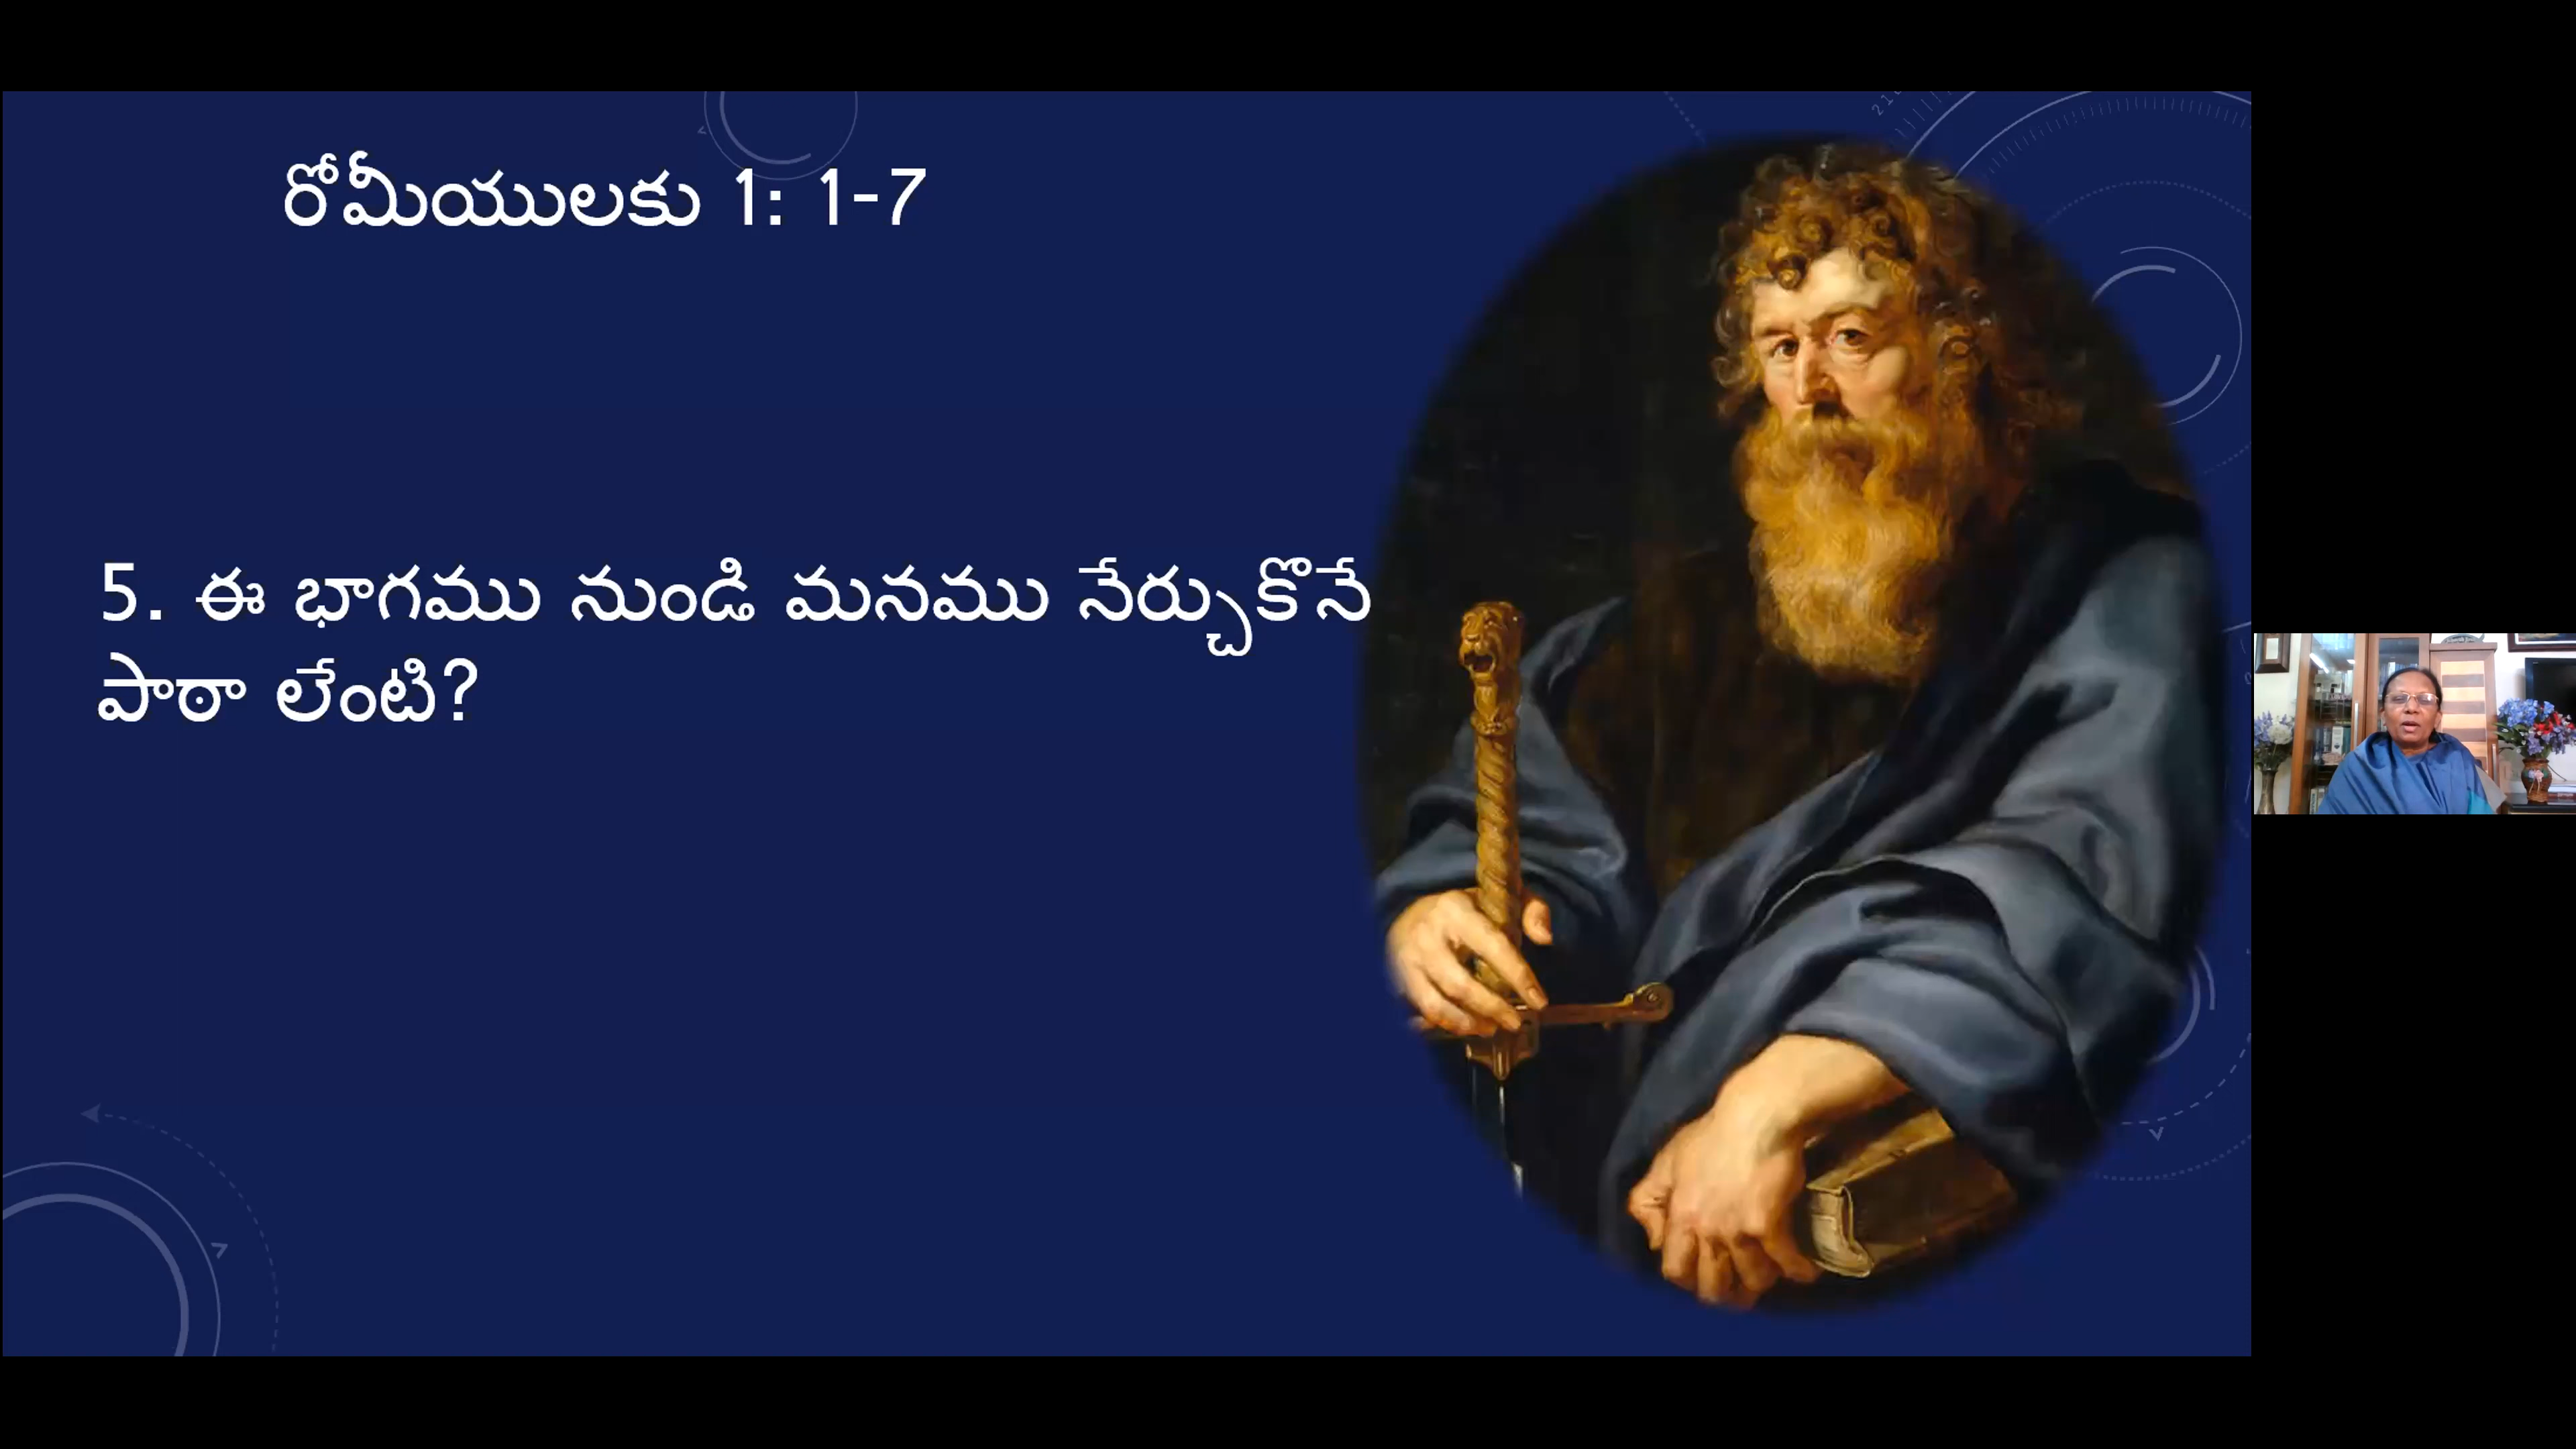 రోమీయులకు 1: 1-7
5. ఈ భాగము నుండి మనము నేర్చుకొనే
పాఠా లేంటి?